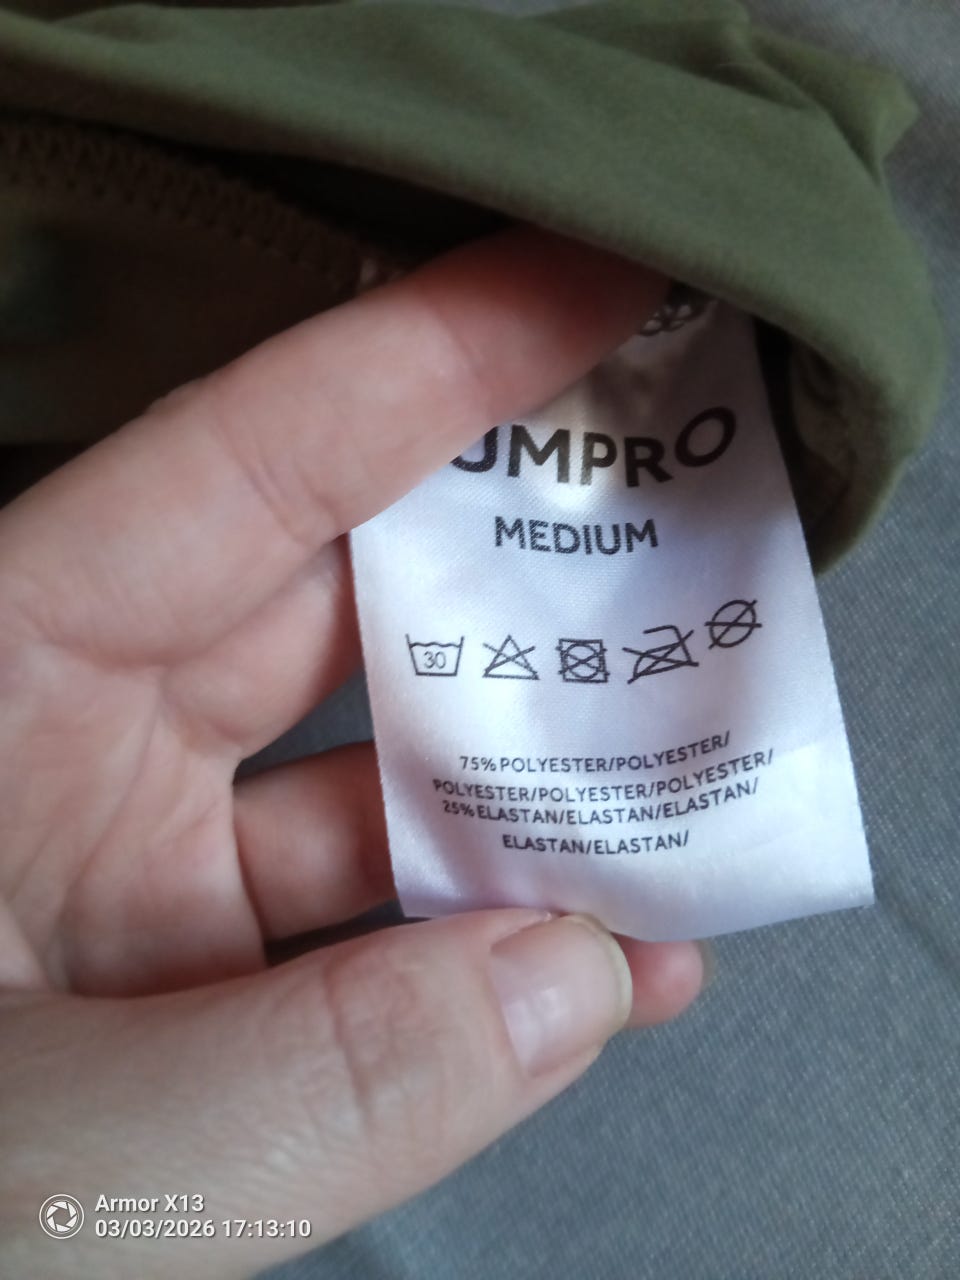 UMPRO
MEDIUM
30
75% POLYESTER/POLYESTER/
POLYESTER/POLYESTER/POLYESTER/
25% ELASTAN/ELASTAN/ELASTAN/
ELASTAN/ELASTAN/
Armor X13
03/03/2026 17:13:10